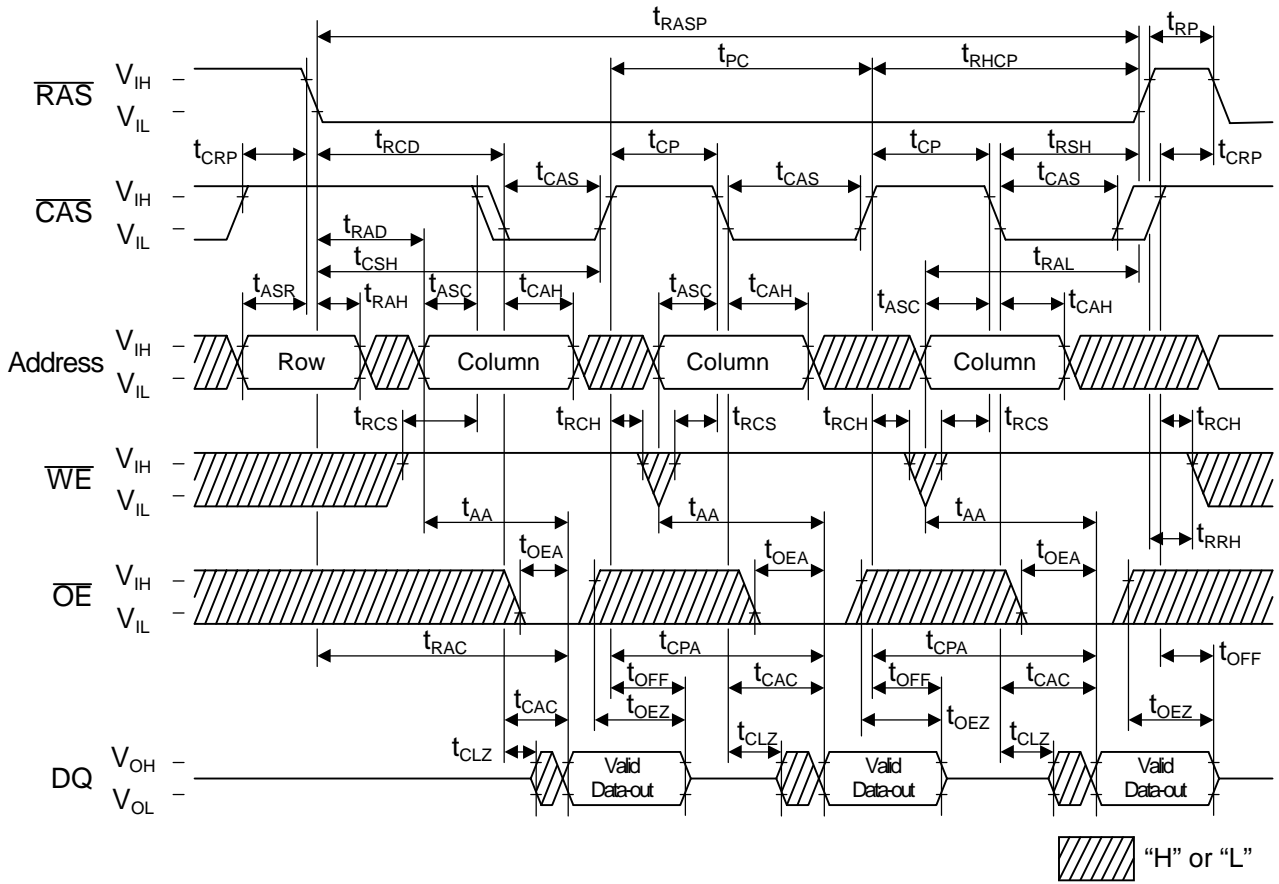 tRASP
tRP
tPC
tRHCP
RAS
VIH
VIL
tCRP
tRCD
tCP
tCP
tRSH
tCRP
tCAS
tCAS
tCAS
CAS
VIH
VIL
tRAD
tCSH
tRAL
tASR
tRAH
tASC
tCAH
tASC
tCAH
tASC
tCAH
Address
VIH
VIL
Row
Column
Column
Column
tRCS
tRCH
tRCS
tRCH
tRCS
tRCH
WE
VIH
VIL
tAA
tAA
tAA
tRRH
tOEA
tOEA
tOEA
OE
VIH
VIL
tRAC
tCPA
tCPA
tOFF
tCAC
tOFF
tCAC
tOFF
tCAC
tOEZ
tOEZ
tOEZ
tCLZ
tCLZ
tCLZ
DQ
VOH
VOL
Valid
Data-out
Valid
Data-out
Valid
Data-out
“H” or “L”